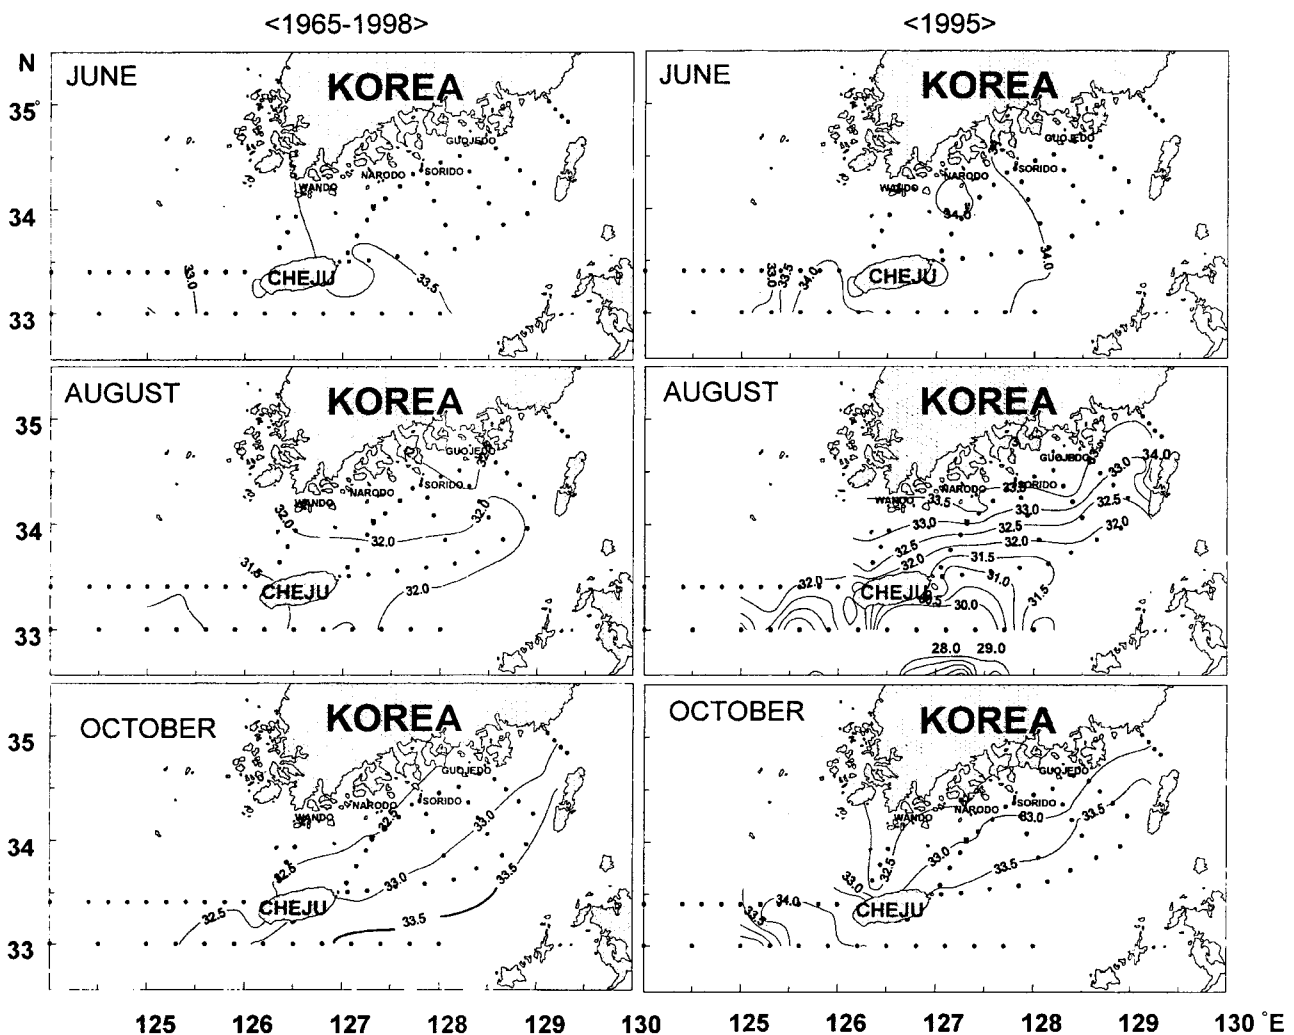 <1965-1998> <1995>
N JUNE KOREA JUNE KOREA
35°
GUOJEDO GUOJEDO
NARODO SORIDO NARODO SORIDO
WANDO WANDO
34 34.0
33.0 CHEJU 33.5 33.0 33.5 34.0 CHEJU 34.0
33
AUGUST KOREA AUGUST KOREA
35
GUOJEDO GUOJEDO 33.0 34.0
NARODO SORIDO NARODO SORIDO
WANDO WANDO 33.5 33.0 32.5
34 32.0 32.0 32.0 33.0 32.5 32.0 32.0
31.5 32.5 32.0 31.5
CHEJU 32.0 32.0 CHEJU 31.0 31.5
30.0
33
28.0 29.0
OCTOBER KOREA OCTOBER KOREA
35
GUOJEDO GUOJEDO
NARODO SORIDO NARODO SORIDO
WANDO 32.5 33.0 WANDO 33.0 33.5
34
32.5 33.0 33.5 33.0 32.5 33.0 33.5
32.5 CHEJU 33.5 33.5 34.0 CHEJU
33
125 126 127 128 129 130 125 126 127 128 129 130 °E